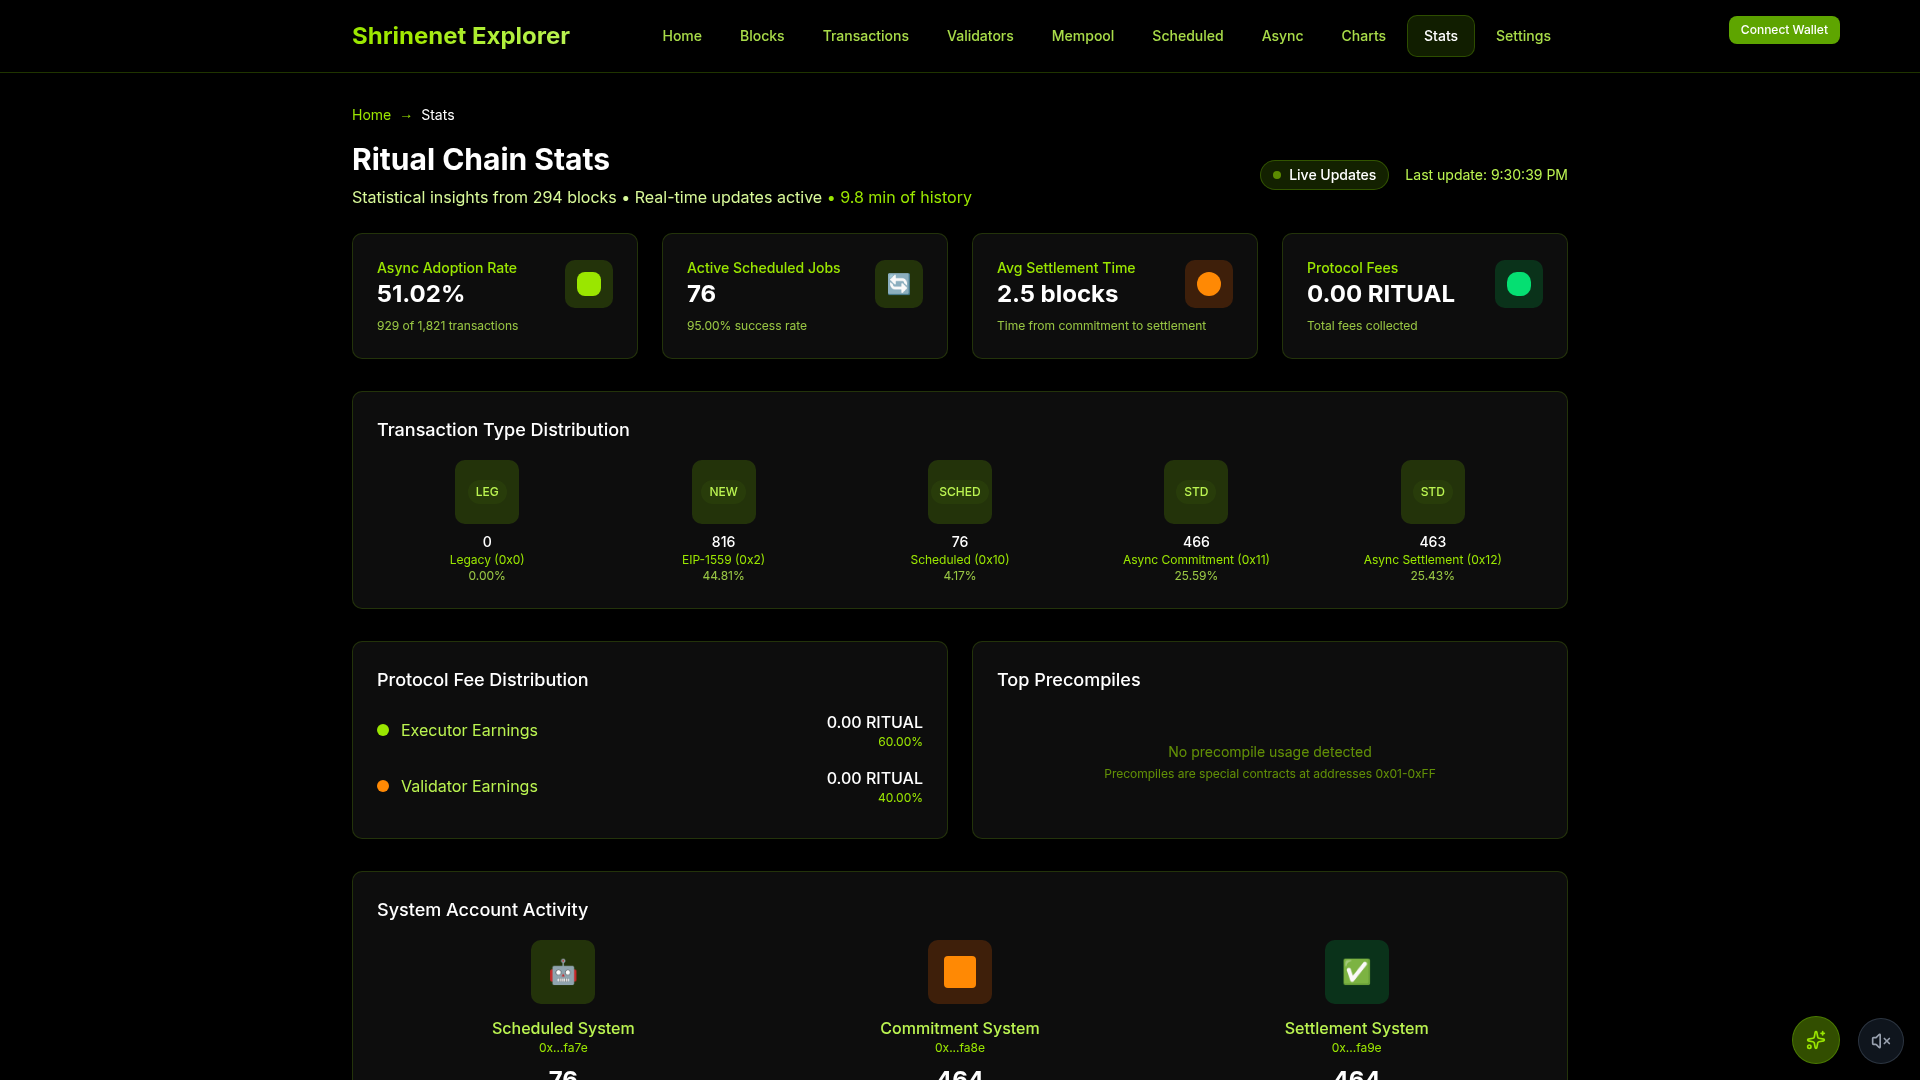 Shrinenet Explorer
Home
Blocks
Transactions
Validators
Mempool
Scheduled
Async
Charts
Stats
Settings
Connect Wallet
Home → Stats
Ritual Chain Stats
Statistical insights from 294 blocks • Real-time updates active • 9.8 min of history
Live Updates
Last update: 9:30:39 PM
Async Adoption Rate
51.02%
929 of 1,821 transactions
Active Scheduled Jobs
76
95.00% success rate
Avg Settlement Time
2.5 blocks
Time from commitment to settlement
Protocol Fees
0.00 RITUAL
Total fees collected
Transaction Type Distribution
LEG
0
Legacy (0x0)
0.00%
NEW
816
EIP-1559 (0x2)
44.81%
SCHED
76
Scheduled (0x10)
4.17%
STD
466
Async Commitment (0x11)
25.59%
STD
463
Async Settlement (0x12)
25.43%
Protocol Fee Distribution
Executor Earnings
0.00 RITUAL
60.00%
Validator Earnings
0.00 RITUAL
40.00%
Top Precompiles
No precompile usage detected
Precompiles are special contracts at addresses 0x01-0xFF
System Account Activity
Scheduled System
0x...fa7e
76
Commitment System
0x...fa8e
464
Settlement System
0x...fa9e
464